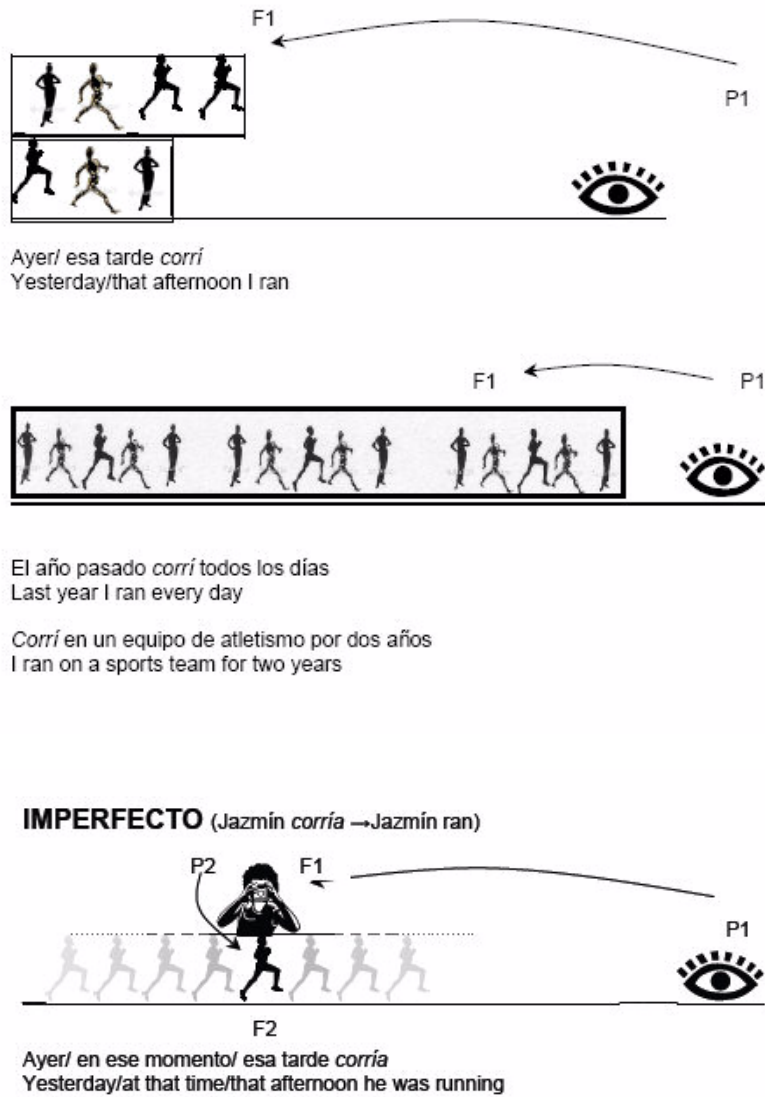 F1
P1
Ayer/ esa tarde corrí
Yesterday/that afternoon I ran
F1
P1
El año pasado corrí todos los días
Last year I ran every day
Corrí en un equipo de atletismo por dos años
I ran on a sports team for two years
IMPERFECTO (Jazmín corría →Jazmín ran)
P2
F1
P1
F2
Ayer/ en ese momento/ esa tarde corría
Yesterday/at that time/that afternoon he was running